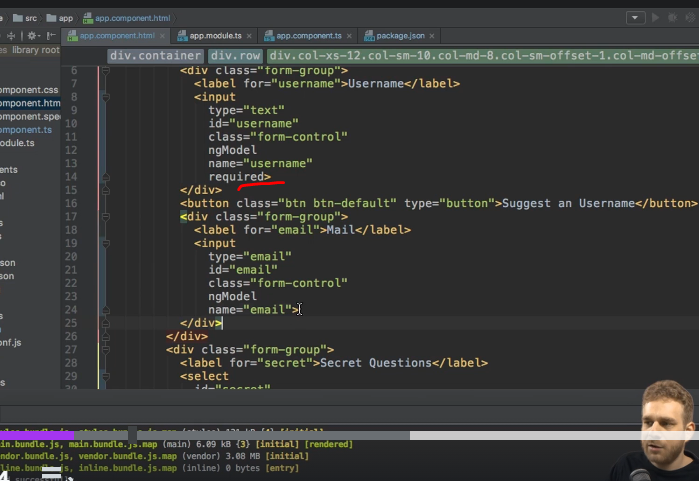 src app app.component.html
app.component.html app.module.ts app.component.ts package.json
es library root
div.container div.row div.col-xs-12.col-sm-10.col-md-8.col-sm-offset-1.col-md-offse
6 <div class="form-group">
7 <label for="username">Username</label>
8 <input
9 type="text"
10 id="username"
11 class="form-control"
12 ngModel
13 name="username"
14 required>
15 </div>
16 <button class="btn btn-default" type="button">Suggest an Username</button>
17 <div class="form-group">
18 <label for="email">Mail</label>
19 <input
20 type="email"
21 id="email"
22 class="form-control"
23 ngModel
24 name="email">
25 </div>
26 </div>
27 <div class="form-group">
28 <label for="secret">Secret Questions</label>
29 <select
30 id="secret"
omponent.css
omponent.htm
omponent.spe
omponent.ts
odule.ts
ents
son
son
s
onf.js
s
in.bundle.js, main.bundle.js.map (main) 6.09 kB {3} [initial] [rendered]
ndor.bundle.js, vendor.bundle.js.map (vendor) 3.08 MB [initial]
line.bundle.js, inline.bundle.js.map (inline) 0 bytes [entry]